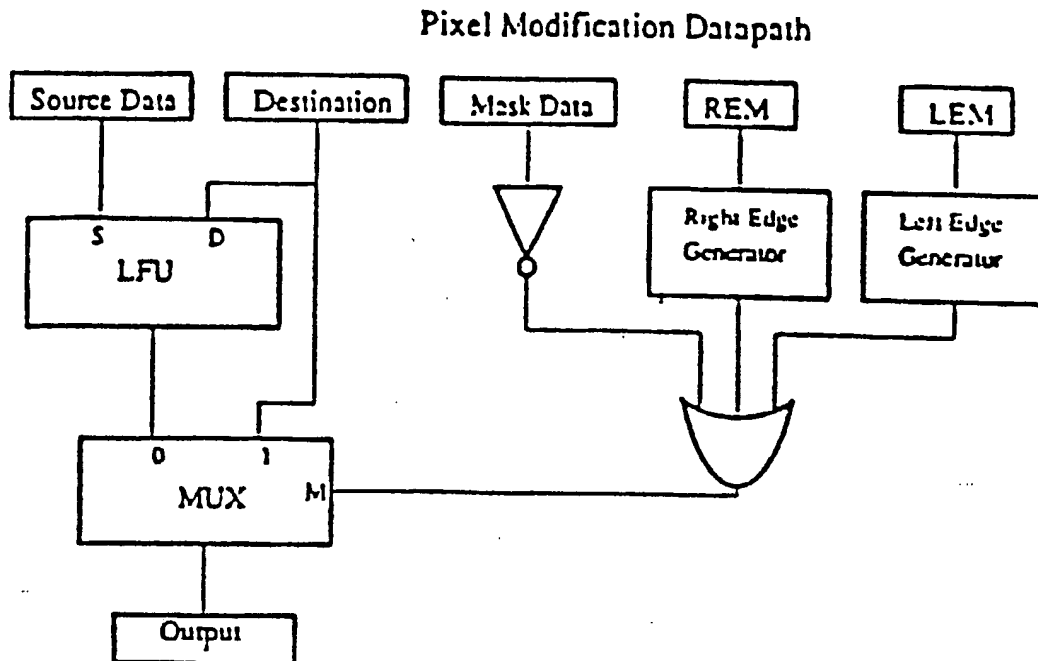 Pixel Modification Datapath
Source Data
Destination
Mask Data
REM
LEM
S
D
LFU
Right Edge
Generator
Left Edge
Generator
0
1
M
MUX
Output